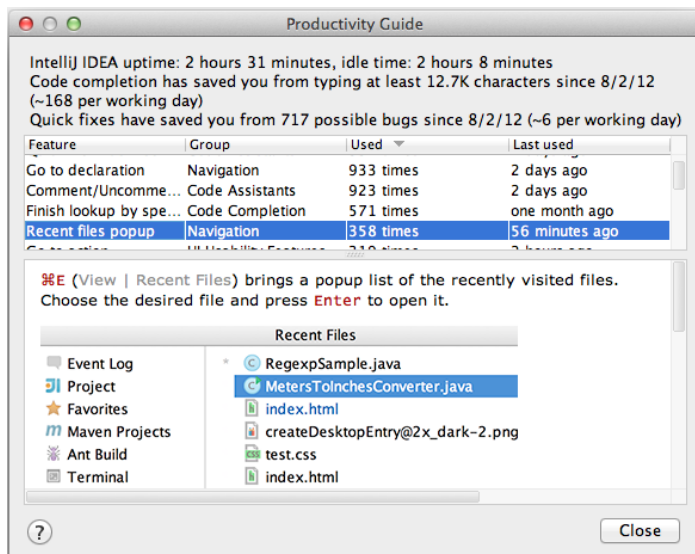 Productivity Guide
IntelliJ IDEA uptime: 2 hours 31 minutes, idle time: 2 hours 8 minutes
Code completion has saved you from typing at least 12.7K characters since 8/2/12
(~168 per working day)
Quick fixes have saved you from 717 possible bugs since 8/2/12 (~6 per working day)
Feature Group Used Last used
Go to declaration Navigation 933 times 2 days ago
Comment/Uncomme... Code Assistants 923 times 2 days ago
Finish lookup by spe... Code Completion 571 times one month ago
Recent files popup Navigation 358 times 56 minutes ago
⌘E (View | Recent Files) brings a popup list of the recently visited files.
Choose the desired file and press Enter to open it.
Recent Files
Event Log * RegexpSample.java
Project MetersToInchesConverter.java
Favorites index.html
Maven Projects createDesktopEntry@2x_dark-2.png
Ant Build test.css
Terminal index.html
? Close